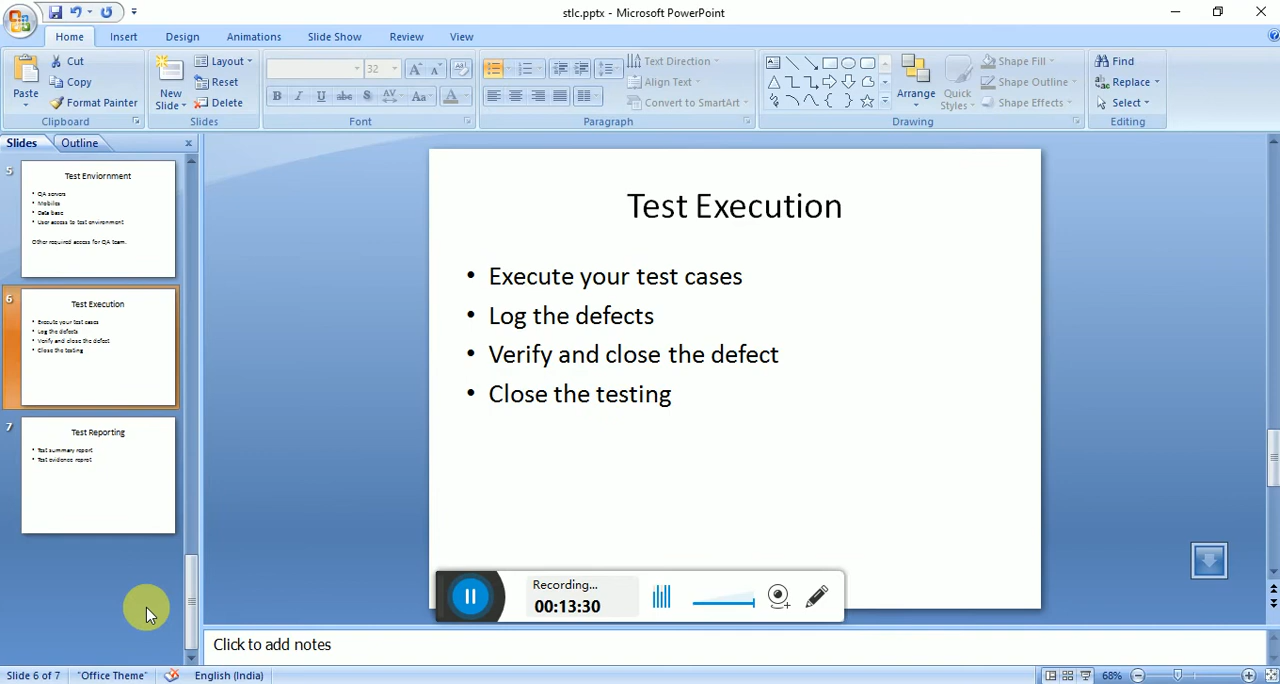 stlc.pptx - Microsoft PowerPoint
Home Insert Design Animations Slide Show Review View
Paste
Cut
Copy
Format Painter
Clipboard
New Slide
Layout
Reset
Delete
Slides
32
Font
Text Direction
Align Text
Convert to SmartArt
Paragraph
Arrange
Quick Styles
Shape Fill
Shape Outline
Shape Effects
Drawing
Find
Replace
Select
Editing
Slides Outline
5
Test Enviornment
• QA servers
• Mobiles
• Data base
• User access to test environment
Other required access for QA team.
6
Test Execution
• Execute your test cases
• Log the defects
• Verify and close the defect
• Close the testing
7
Test Reporting
• Test summary report
• Test evidence repret
Test Execution
• Execute your test cases
• Log the defects
• Verify and close the defect
• Close the testing
Recording...
00:13:30
Click to add notes
Slide 6 of 7 "Office Theme" English (India) 68%